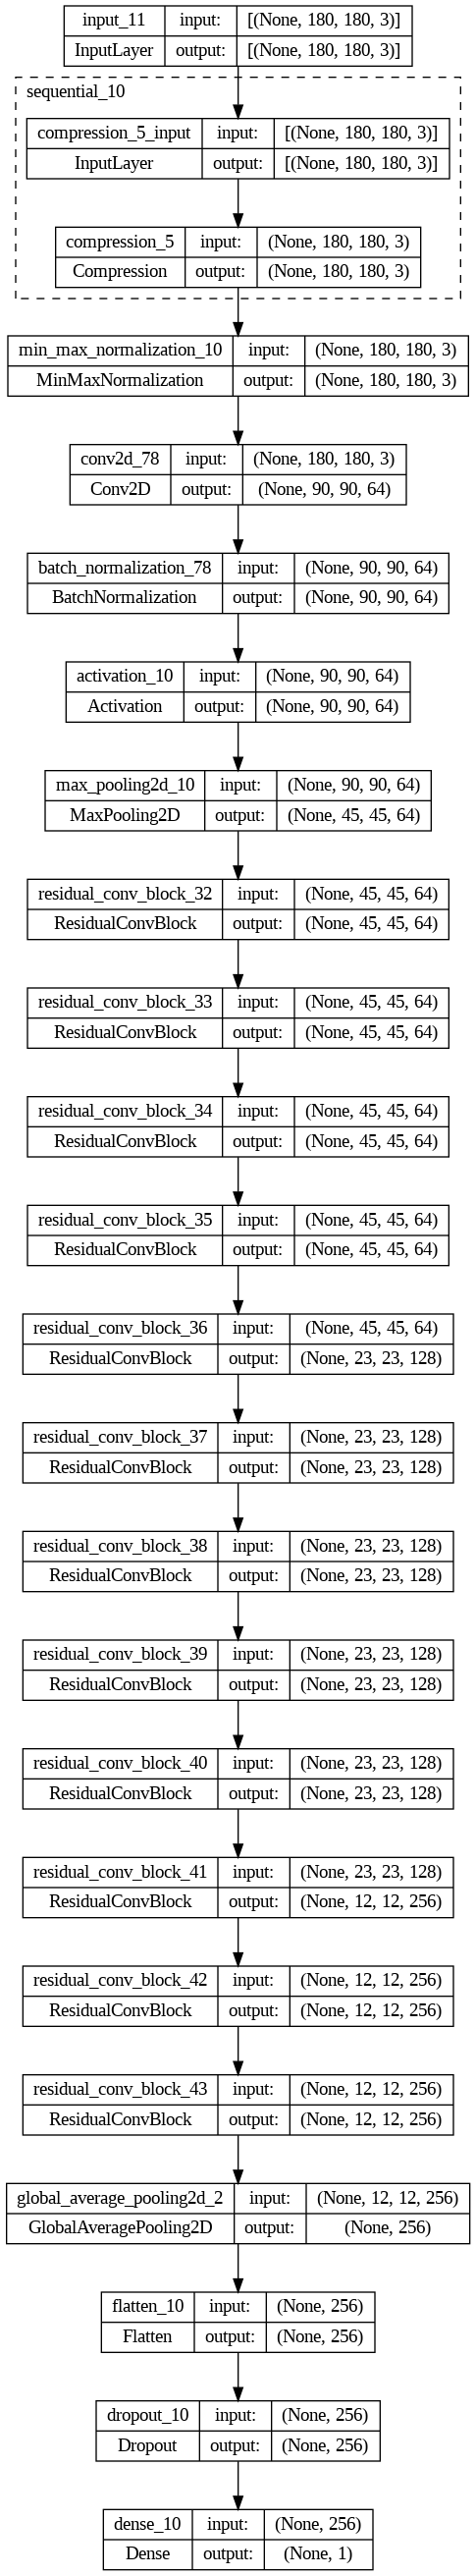 input_11 input: [(None, 180, 180, 3)]
InputLayer output: [(None, 180, 180, 3)]
sequential_10
compression_5_input input: [(None, 180, 180, 3)]
InputLayer output: [(None, 180, 180, 3)]
compression_5 input: (None, 180, 180, 3)
Compression output: (None, 180, 180, 3)
min_max_normalization_10 input: (None, 180, 180, 3)
MinMaxNormalization output: (None, 180, 180, 3)
conv2d_78 input: (None, 180, 180, 3)
Conv2D output: (None, 90, 90, 64)
batch_normalization_78 input: (None, 90, 90, 64)
BatchNormalization output: (None, 90, 90, 64)
activation_10 input: (None, 90, 90, 64)
Activation output: (None, 90, 90, 64)
max_pooling2d_10 input: (None, 90, 90, 64)
MaxPooling2D output: (None, 45, 45, 64)
residual_conv_block_32 input: (None, 45, 45, 64)
ResidualConvBlock output: (None, 45, 45, 64)
residual_conv_block_33 input: (None, 45, 45, 64)
ResidualConvBlock output: (None, 45, 45, 64)
residual_conv_block_34 input: (None, 45, 45, 64)
ResidualConvBlock output: (None, 45, 45, 64)
residual_conv_block_35 input: (None, 45, 45, 64)
ResidualConvBlock output: (None, 45, 45, 64)
residual_conv_block_36 input: (None, 45, 45, 64)
ResidualConvBlock output: (None, 23, 23, 128)
residual_conv_block_37 input: (None, 23, 23, 128)
ResidualConvBlock output: (None, 23, 23, 128)
residual_conv_block_38 input: (None, 23, 23, 128)
ResidualConvBlock output: (None, 23, 23, 128)
residual_conv_block_39 input: (None, 23, 23, 128)
ResidualConvBlock output: (None, 23, 23, 128)
residual_conv_block_40 input: (None, 23, 23, 128)
ResidualConvBlock output: (None, 23, 23, 128)
residual_conv_block_41 input: (None, 23, 23, 128)
ResidualConvBlock output: (None, 12, 12, 256)
residual_conv_block_42 input: (None, 12, 12, 256)
ResidualConvBlock output: (None, 12, 12, 256)
residual_conv_block_43 input: (None, 12, 12, 256)
ResidualConvBlock output: (None, 12, 12, 256)
global_average_pooling2d_2 input: (None, 12, 12, 256)
GlobalAveragePooling2D output: (None, 256)
flatten_10 input: (None, 256)
Flatten output: (None, 256)
dropout_10 input: (None, 256)
Dropout output: (None, 256)
dense_10 input: (None, 256)
Dense output: (None, 1)